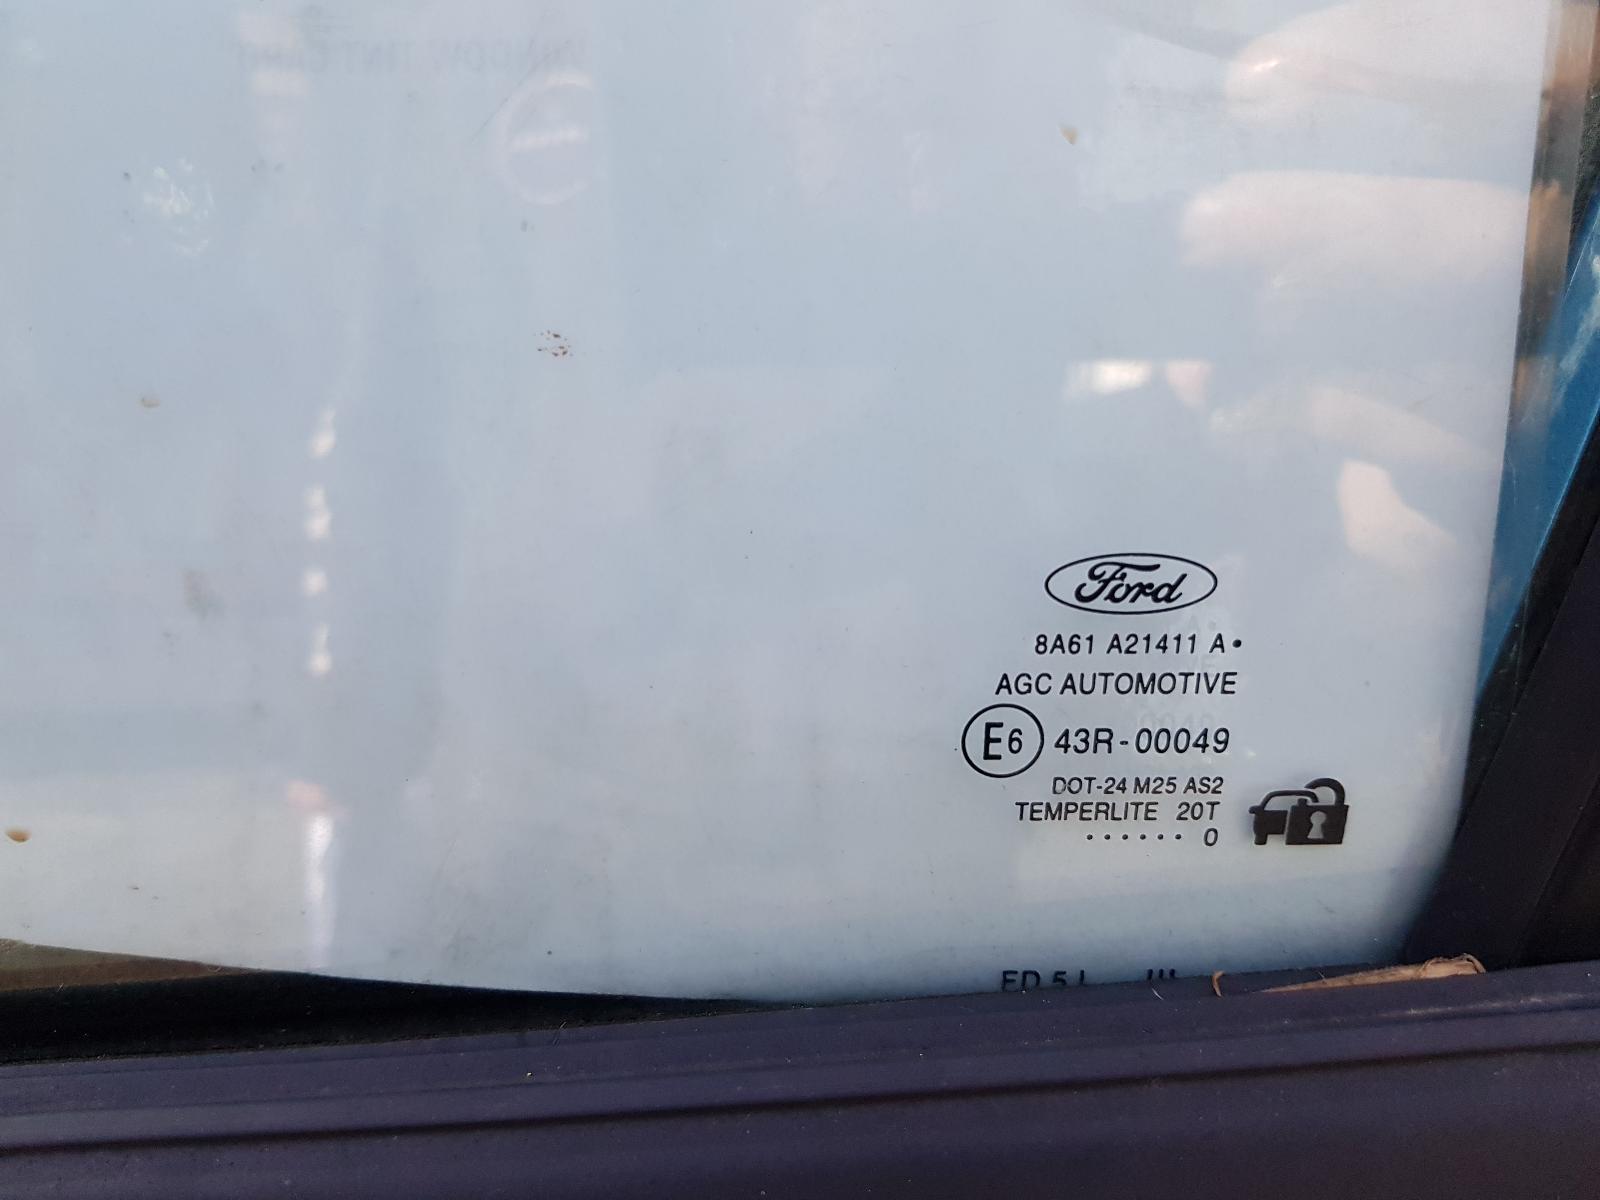 Ford
8A61 A21411 A•
AGC AUTOMOTIVE
E6 43R-00049
DOT-24 M25 AS2
TEMPERLITE 20T
•••••• 0